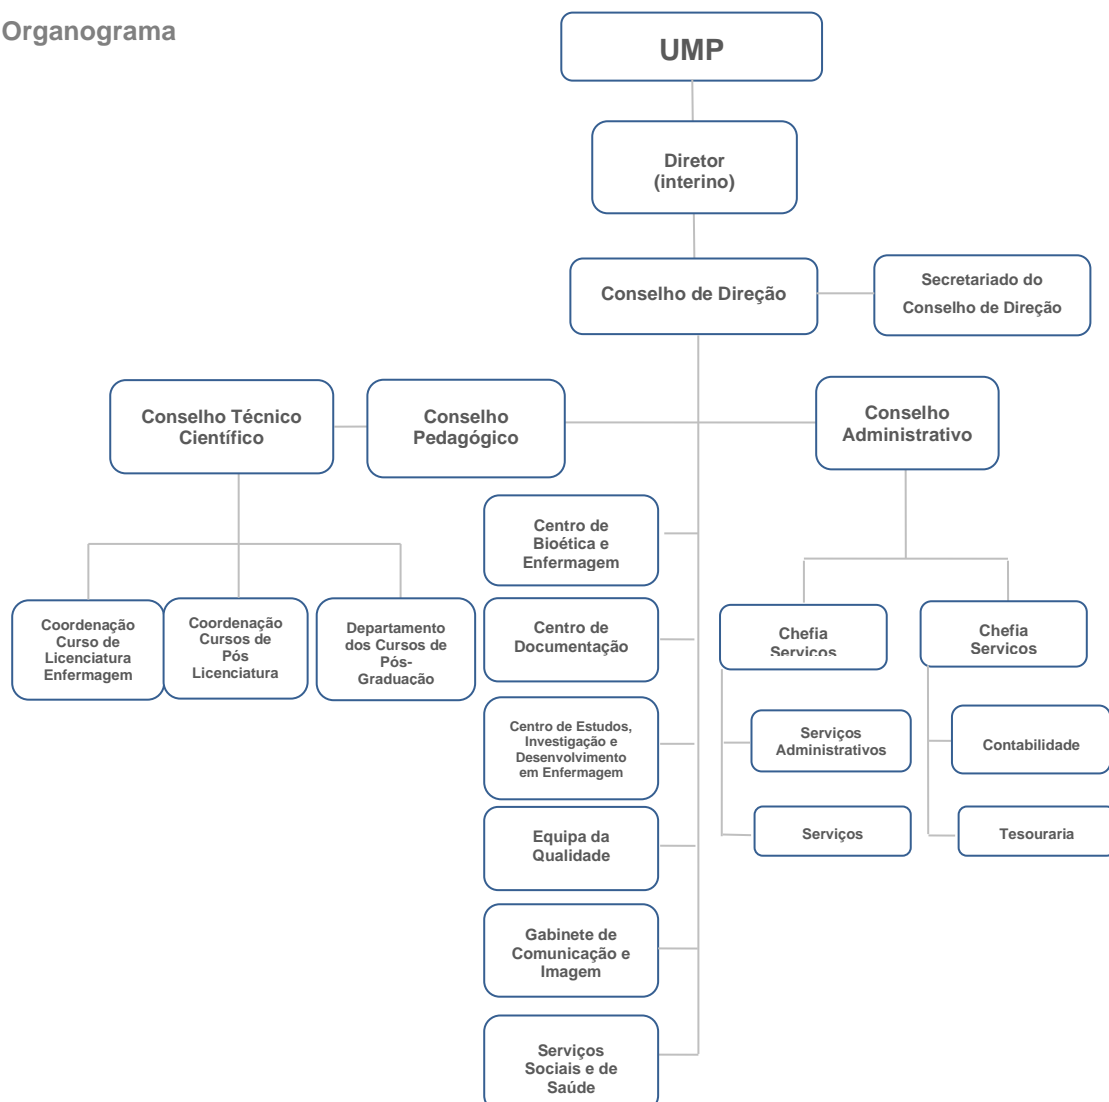 Organograma
UMP
Diretor
(interino)
Conselho de Direção
Secretariado do
Conselho de Direção
Conselho Técnico
Científico
Conselho
Pedagógico
Conselho
Administrativo
Centro de
Bioética e
Enfermagem
Coordenação
Curso de
Licenciatura
Enfermagem
Coordenação
Cursos de
Pós
Licenciatura
Departamento
dos Cursos de
Pós-
Graduação
Centro de
Documentação
Chefia
Serviços
Chefia
Servicos
Centro de Estudos,
Investigação e
Desenvolvimento
em Enfermagem
Serviços
Administrativos
Contabilidade
Equipa da
Qualidade
Serviços
Tesouraria
Gabinete de
Comunicação e
Imagem
Serviços
Sociais e de
Saúde